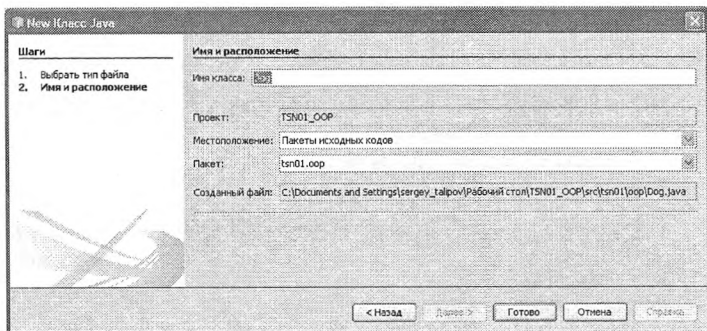 New Класс Java
Шаги
1. Выбрать тип файла
2. Имя и расположение
Имя и расположение
Имя класса:
Проект: TSN01_OOP
Местоположение: Пакеты исходных кодов
Пакет: tsn01.oop
Созданный файл: C:\Documents and Settings\sergey_talipov\Рабочий стол\TSN01_OOP\src\tsn01\oop\Dog.java
< Назад Далее > Готово Отмена Справка